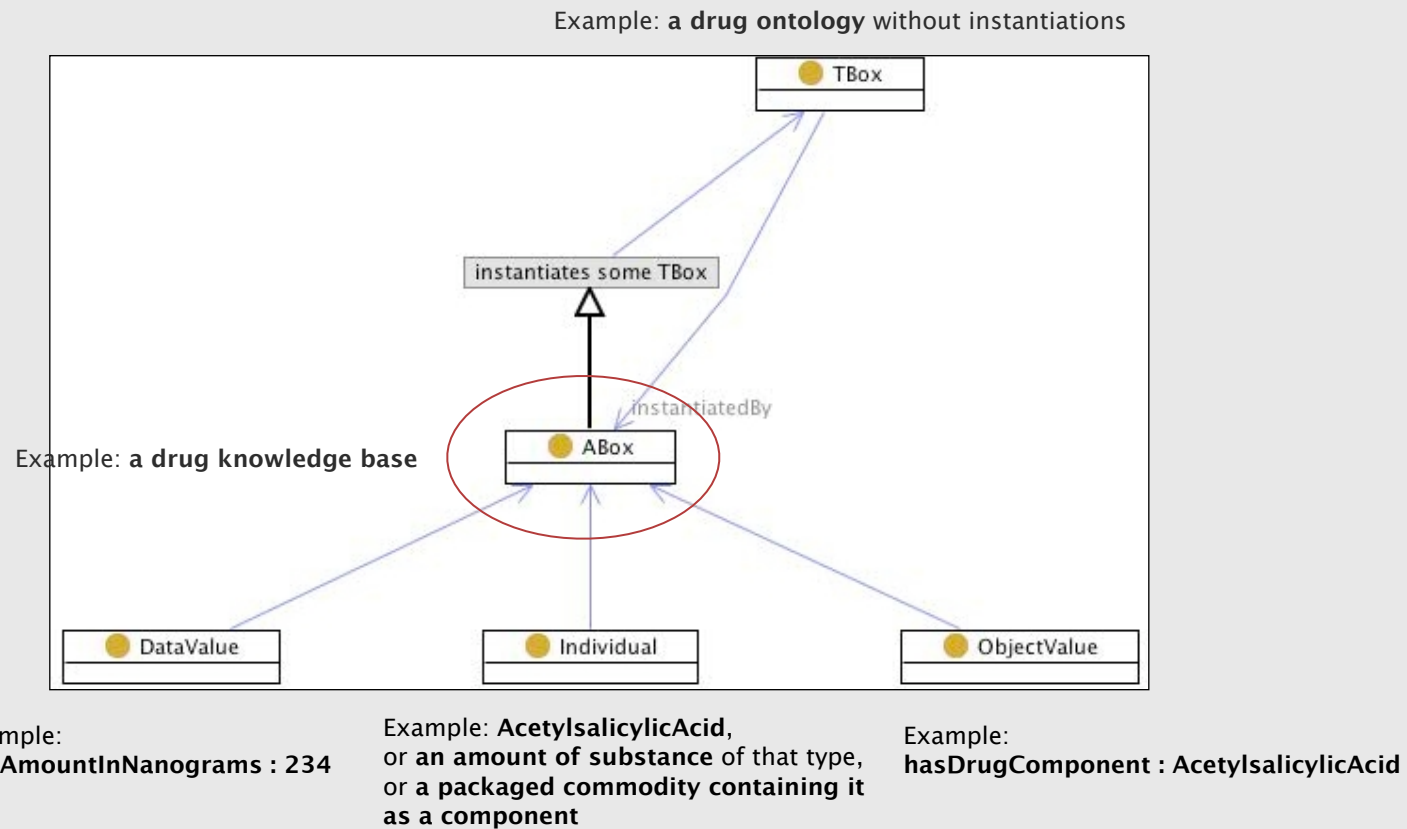 Example: a drug ontology without instantiations
TBox
instantiates some TBox
instantiatedBy
ABox
Example: a drug knowledge base
DataValue
Individual
ObjectValue
mple:
AmountInNanograms : 234
Example: AcetylsalicylicAcid,
or an amount of substance of that type,
or a packaged commodity containing it
as a component
Example:
hasDrugComponent : AcetylsalicylicAcid